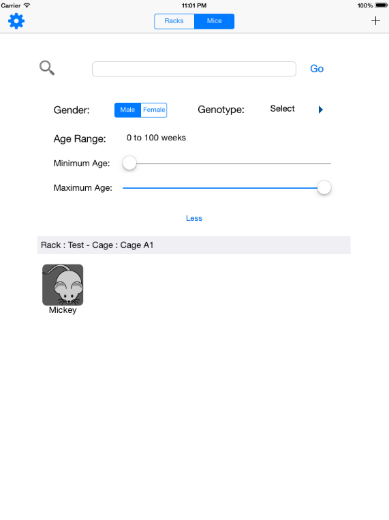 Carrier 11:01 PM 100%
Racks Mice +
Go
Gender: Male Female Genotype: Select
Age Range: 0 to 100 weeks
Minimum Age:
Maximum Age:
Less
Rack : Test - Cage : Cage A1
Mickey